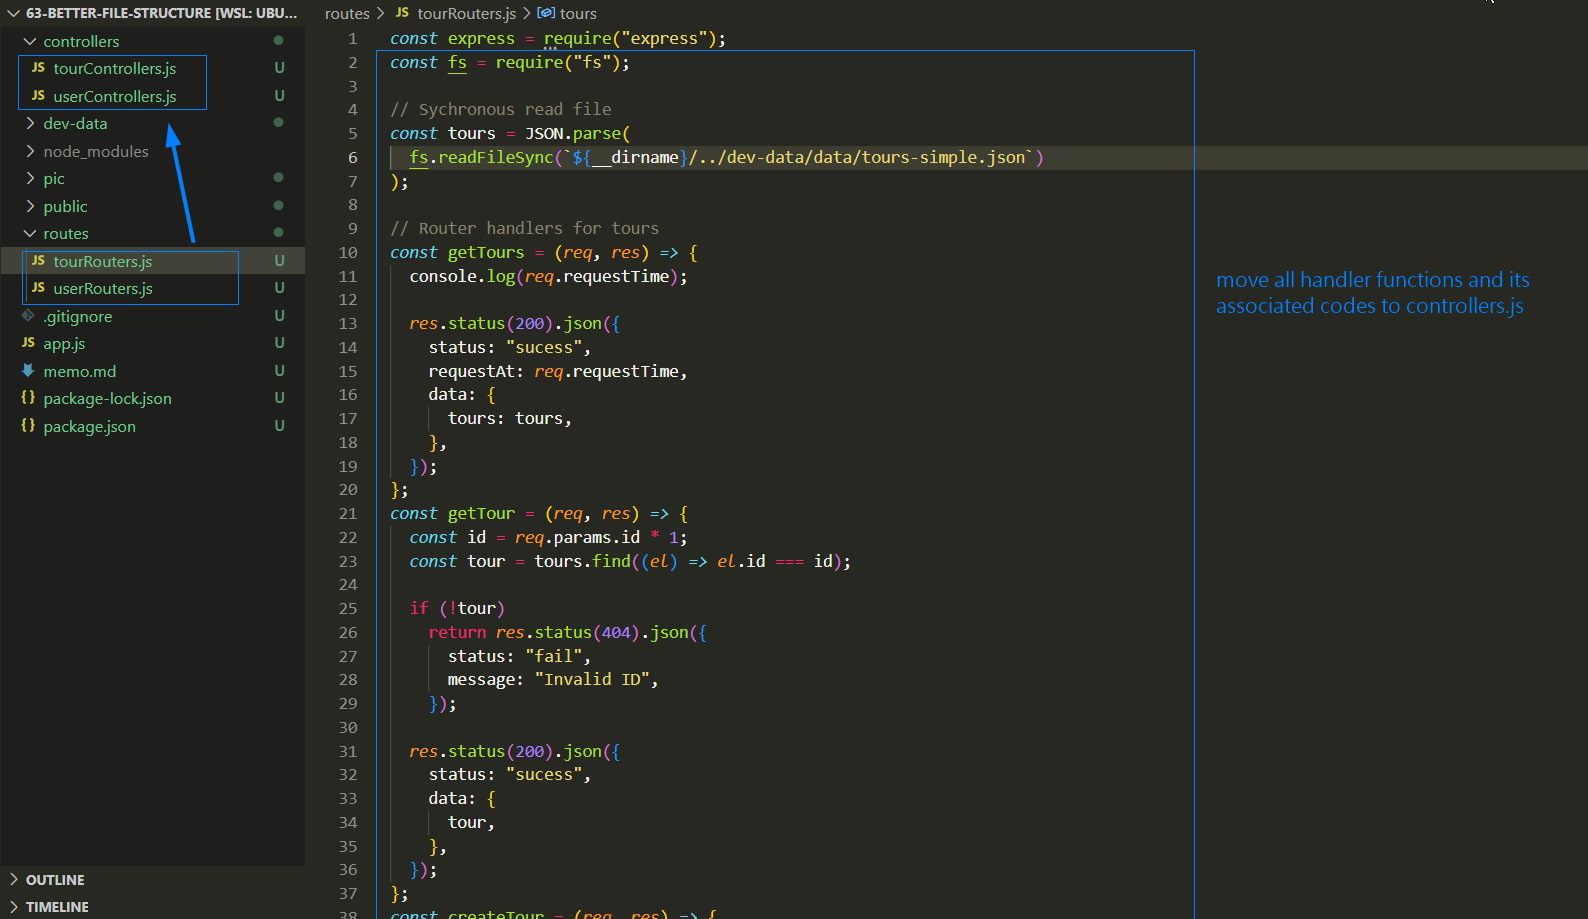 63-BETTER-FILE-STRUCTURE [WSL: UBU...
controllers
JS tourControllers.js U
JS userControllers.js U
dev-data
node_modules
pic
public
routes
JS tourRouters.js U
JS userRouters.js U
.gitignore U
JS app.js U
memo.md U
{} package-lock.json U
{} package.json U
OUTLINE
TIMELINE
routes > JS tourRouters.js > tours
1 const express = require("express");
2 const fs = require("fs");
3
4 // Sychronous read file
5 const tours = JSON.parse(
6 fs.readFileSync(`${__dirname}/../dev-data/data/tours-simple.json`)
7 );
8
9 // Router handlers for tours
10 const getTours = (req, res) => {
11 console.log(req.requestTime);
12
13 res.status(200).json({
14 status: "sucess",
15 requestAt: req.requestTime,
16 data: {
17 tours: tours,
18 },
19 });
20 };
21 const getTour = (req, res) => {
22 const id = req.params.id * 1;
23 const tour = tours.find((el) => el.id === id);
24
25 if (!tour)
26 return res.status(404).json({
27 status: "fail",
28 message: "Invalid ID",
29 });
30
31 res.status(200).json({
32 status: "sucess",
33 data: {
34 tour,
35 },
36 });
37 };
38 const createTour = (req, res) => {
move all handler functions and its
associated codes to controllers.js